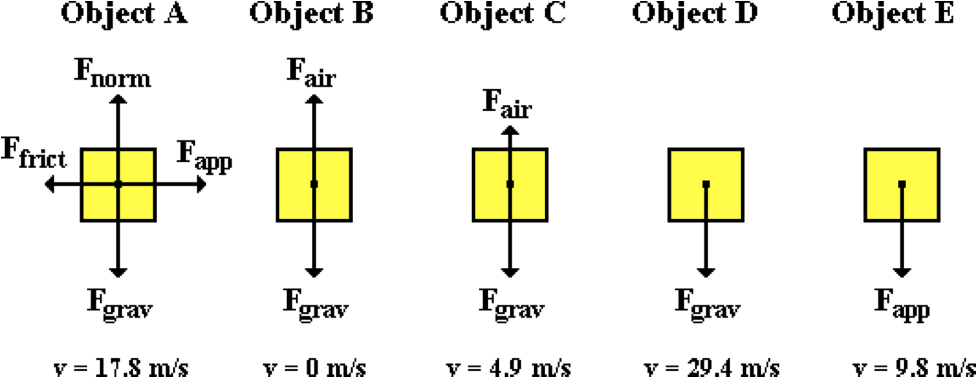 Object A Object B Object C Object D Object E
Fnorm Fair
Fair
Ffrict Fapp
Fgrav Fgrav Fgrav Fgrav Fapp
v = 17.8 m/s v = 0 m/s v = 4.9 m/s v = 29.4 m/s v = 9.8 m/s